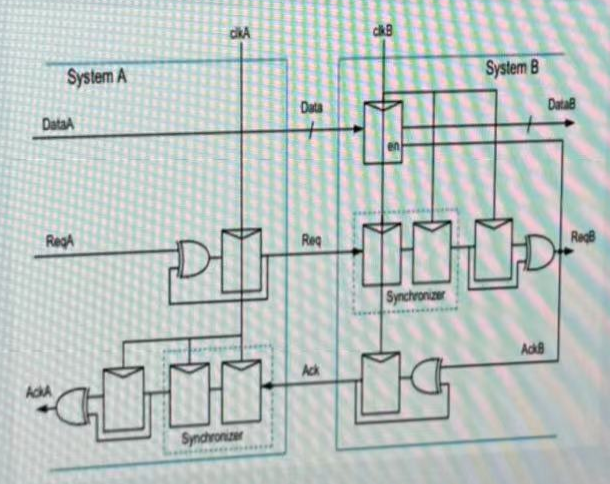 clkA
clkB
System A
System B
Data
DataB
DataA
en
ReqA
Req
ReqB
Synchronizer
AckB
Ack
AckA
Synchronizer